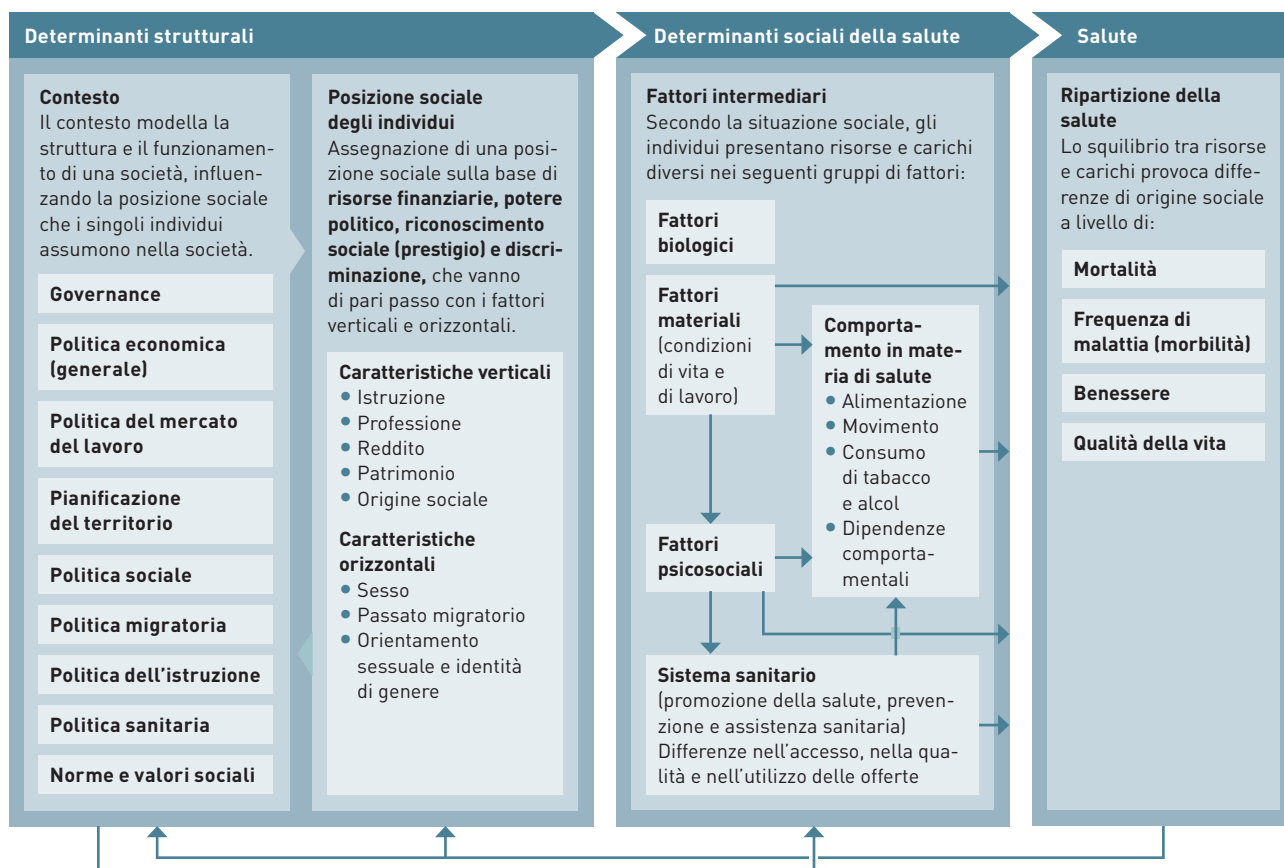 Determinanti strutturali
Contesto
Il contesto modella la
struttura e il funzionamen-
to di una società, influen-
zando la posizione sociale
che i singoli individui
assumono nella società.
Governance
Politica economica
(generale)
Politica del mercato
del lavoro
Pianificazione
del territorio
Politica sociale
Politica migratoria
Politica dell'istruzione
Politica sanitaria
Norme e valori sociali
Posizione sociale
degli individui
Assegnazione di una posi-
zione sociale sulla base di
risorse finanziarie, potere
politico, riconoscimento
sociale (prestigio) e discri-
minazione, che vanno
di pari passo con i fattori
verticali e orizzontali.
Caratteristiche verticali
• Istruzione
• Professione
• Reddito
• Patrimonio
• Origine sociale
Caratteristiche
orizzontali
• Sesso
• Passato migratorio
• Orientamento
sessuale e identità
di genere
Determinanti sociali della salute
Fattori intermediari
Secondo la situazione sociale, gli
individui presentano risorse e carichi
diversi nei seguenti gruppi di fattori:
Fattori
biologici
Fattori
materiali
(condizioni
di vita e
di lavoro)
Fattori
psicosociali
Comporta-
mento in mate-
ria di salute
• Alimentazione
• Movimento
• Consumo
di tabacco
e alcol
• Dipendenze
comporta-
mentali
Sistema sanitario
(promozione della salute, preven-
zione e assistenza sanitaria)
Differenze nell'accesso, nella qua-
lità e nell'utilizzo delle offerte
Salute
Ripartizione della
salute
Lo squilibrio tra risorse
e carichi provoca diffe-
renze di origine sociale
a livello di:
Mortalità
Frequenza di
malattia (morbilità)
Benessere
Qualità della vita